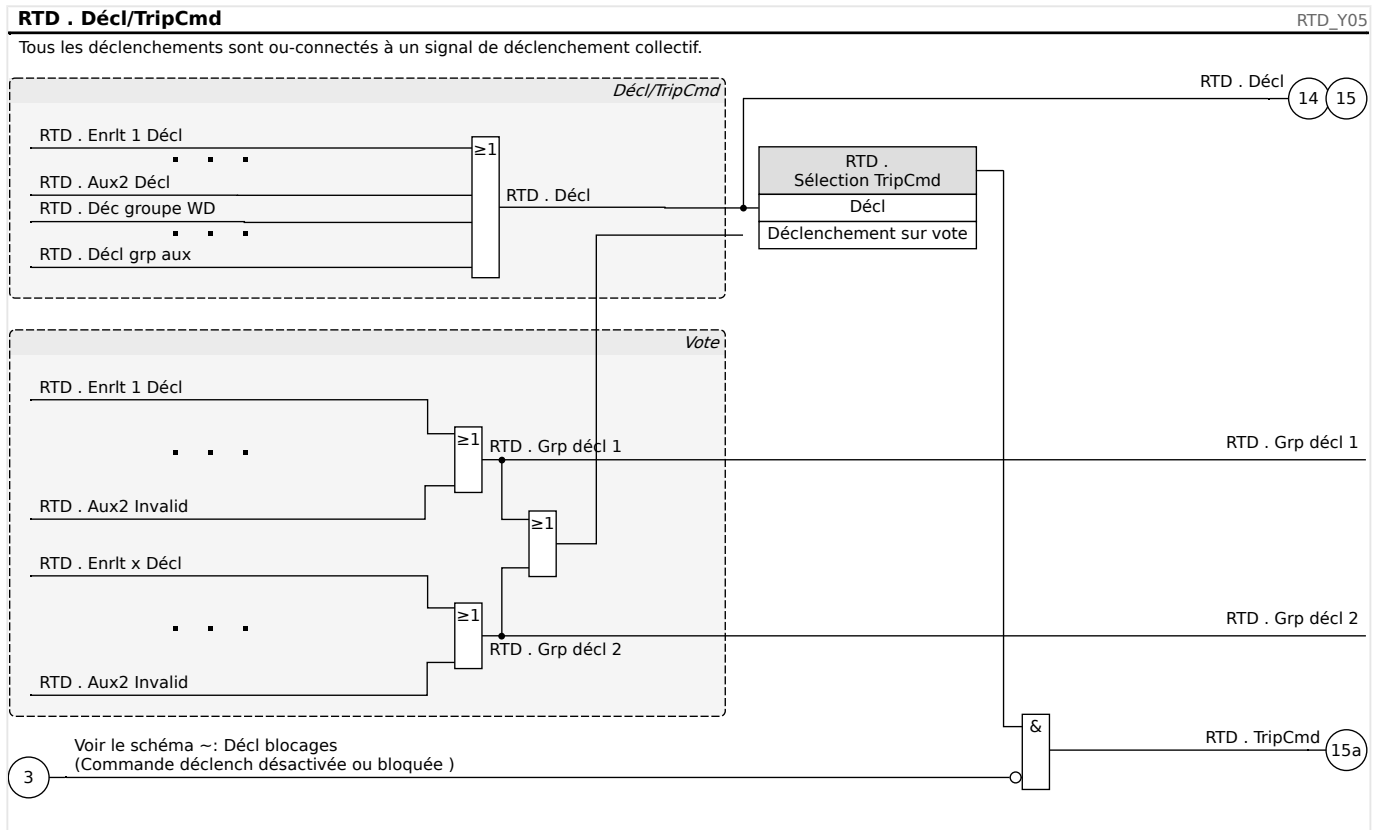 RTD . Décl/TripCmd
RTD_Y05
Tous les déclenchements sont ou-connectés à un signal de déclenchement collectif.
Décl/TripCmd
RTD . Décl
14
15
RTD . Enrlt 1 Décl
≥1
RTD .
Sélection TripCmd
RTD . Aux2 Décl
RTD . Décl
Décl
RTD . Déc groupe WD
Déclenchement sur vote
RTD . Décl grp aux
Vote
RTD . Enrlt 1 Décl
≥1
RTD . Grp décl 1
RTD . Grp décl 1
RTD . Aux2 Invalid
≥1
RTD . Enrlt x Décl
≥1
RTD . Grp décl 2
RTD . Grp décl 2
RTD . Aux2 Invalid
&
RTD . TripCmd
15a
Voir le schéma ~: Décl blocages
(Commande déclench désactivée ou bloquée )
3